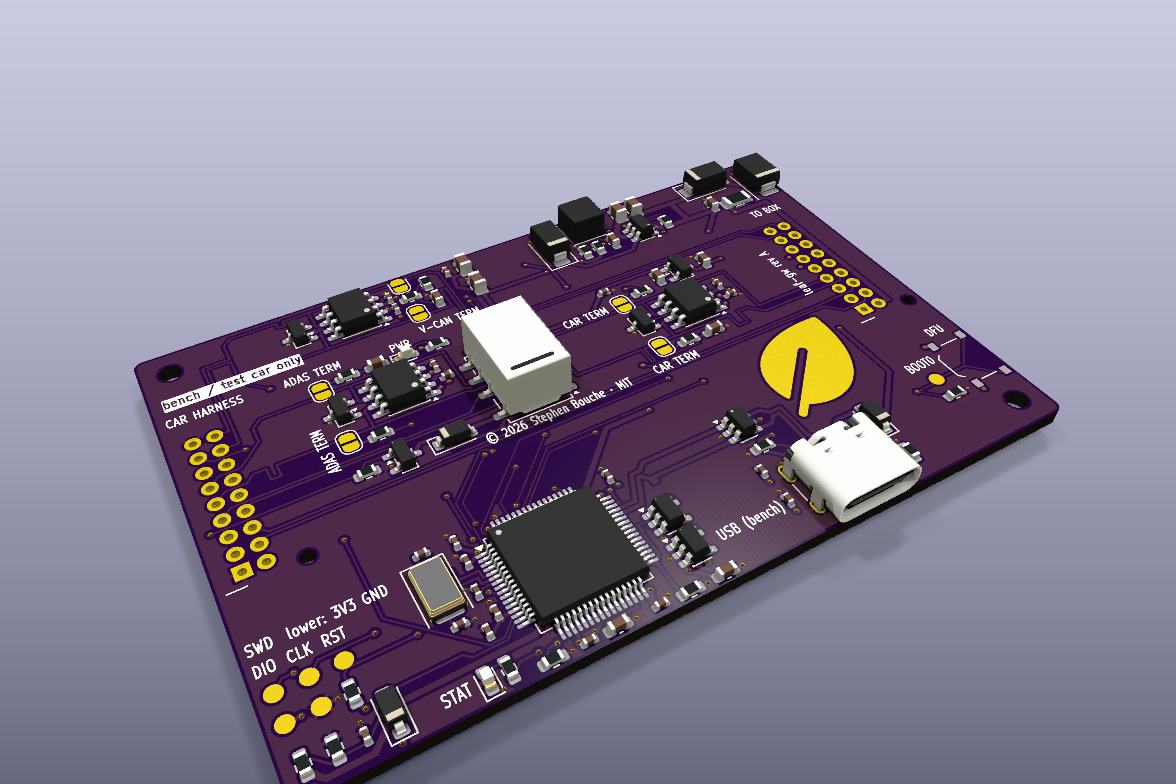 TO BOX
leaf-gw rev A
V-CAN TERM
CAR TERM
CAR TERM
DFU
BOOT0
PWR
bench / test car only
ADAS TERM
CAR HARNESS
ADAS TERM
© 2026 Stephen Bouche - MIT
USB (bench)
SWD lower: 3V3 GND
DIO CLK RST
STAT